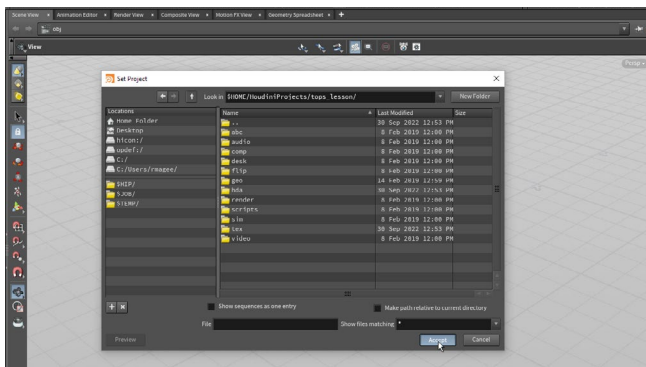 Scene View × Animation Editor × Render View × Composite View × Motion FX View × Geometry Spreadsheet × +
obj
View
Persp
Set Project
Look in $HOME/HoudiniProjects/tops_lesson/ New Folder
Locations
Home Folder
Desktop
hicon:/
opdef:/
C:/
C:/Users/rmagee/
$HIP/
$JOB/
$TEMP/
Name Last Modified Size
.. 30 Sep 2022 12:53 PM
abc 8 Feb 2019 12:00 PM
audio 8 Feb 2019 12:00 PM
comp 8 Feb 2019 12:00 PM
desk 8 Feb 2019 12:00 PM
flip 8 Feb 2019 12:00 PM
geo 14 Feb 2019 12:59 PM
hda 30 Sep 2022 12:53 PM
render 8 Feb 2019 12:00 PM
scripts 8 Feb 2019 12:00 PM
sim 8 Feb 2019 12:00 PM
tex 30 Sep 2022 12:53 PM
video 8 Feb 2019 12:00 PM
Show sequences as one entry
Make path relative to current directory
File
Show files matching *
Preview
Accept
Cancel